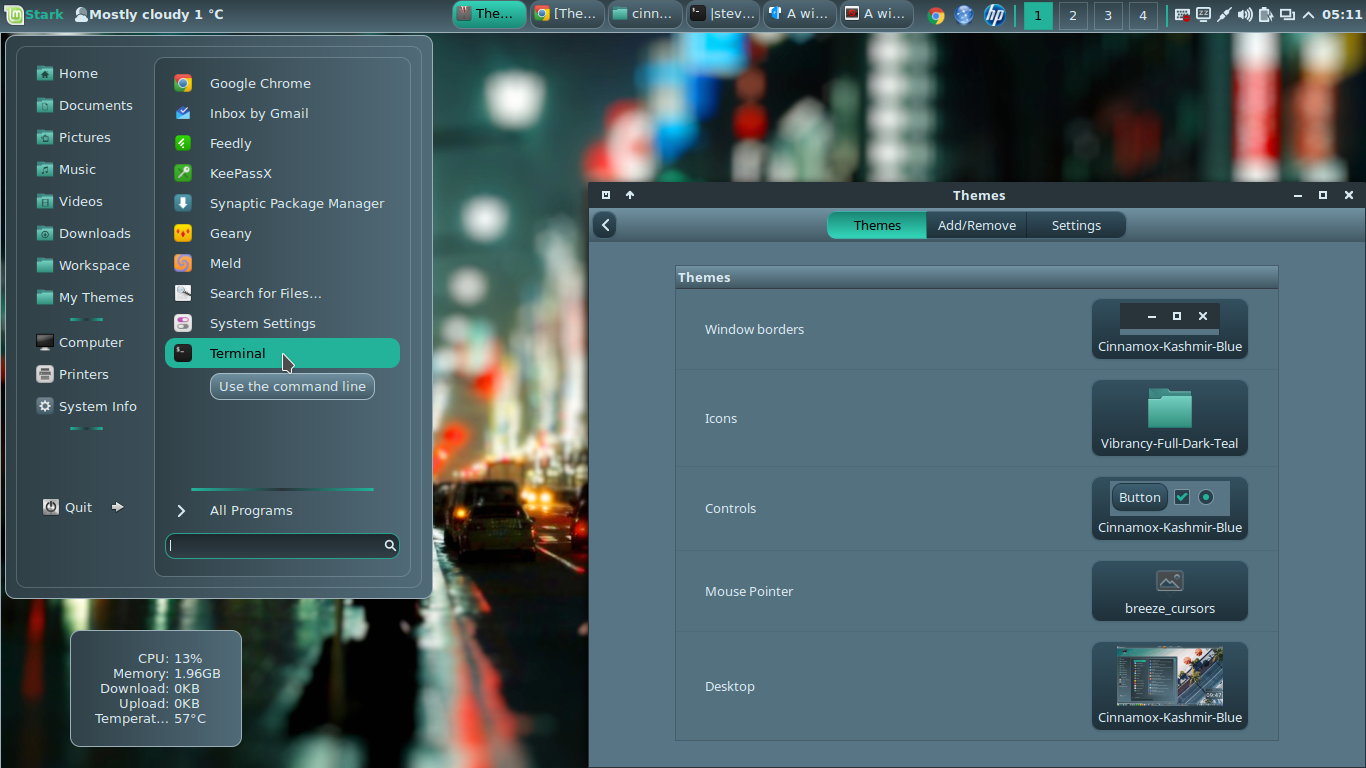 Stark
Mostly cloudy 1 °C
The...
[The...
cinn...
|stev...
A wi...
A wi...
hp
1
2
3
4
05:11
Home
Documents
Pictures
Music
Videos
Downloads
Workspace
My Themes
Computer
Printers
System Info
Quit
Google Chrome
Inbox by Gmail
Feedly
KeePassX
Synaptic Package Manager
Geany
Meld
Search for Files...
System Settings
Terminal
Use the command line
All Programs
CPU: 13%
Memory: 1.96GB
Download: 0KB
Upload: 0KB
Temperat... 57°C
Themes
Themes
Add/Remove
Settings
Themes
Window borders
Cinnamox-Kashmir-Blue
Icons
Vibrancy-Full-Dark-Teal
Controls
Button
Cinnamox-Kashmir-Blue
Mouse Pointer
breeze_cursors
Desktop
Cinnamox-Kashmir-Blue